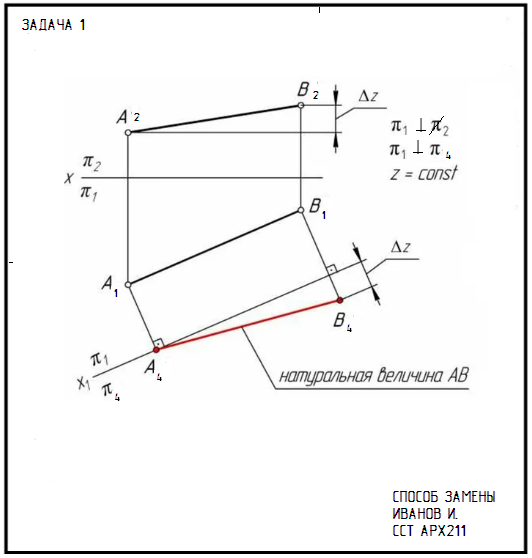 ЗАДАЧА 1
B2
Δz
A2
π1 ⊥ π2
π1 ⊥ π4
z = const
x π2
π1
B1
A1
Δz
B4
x1 π1
π4
A4
натуральная величина АВ
СПОСОБ ЗАМЕНЫ
ИВАНОВ И.
ССТ АРХ211